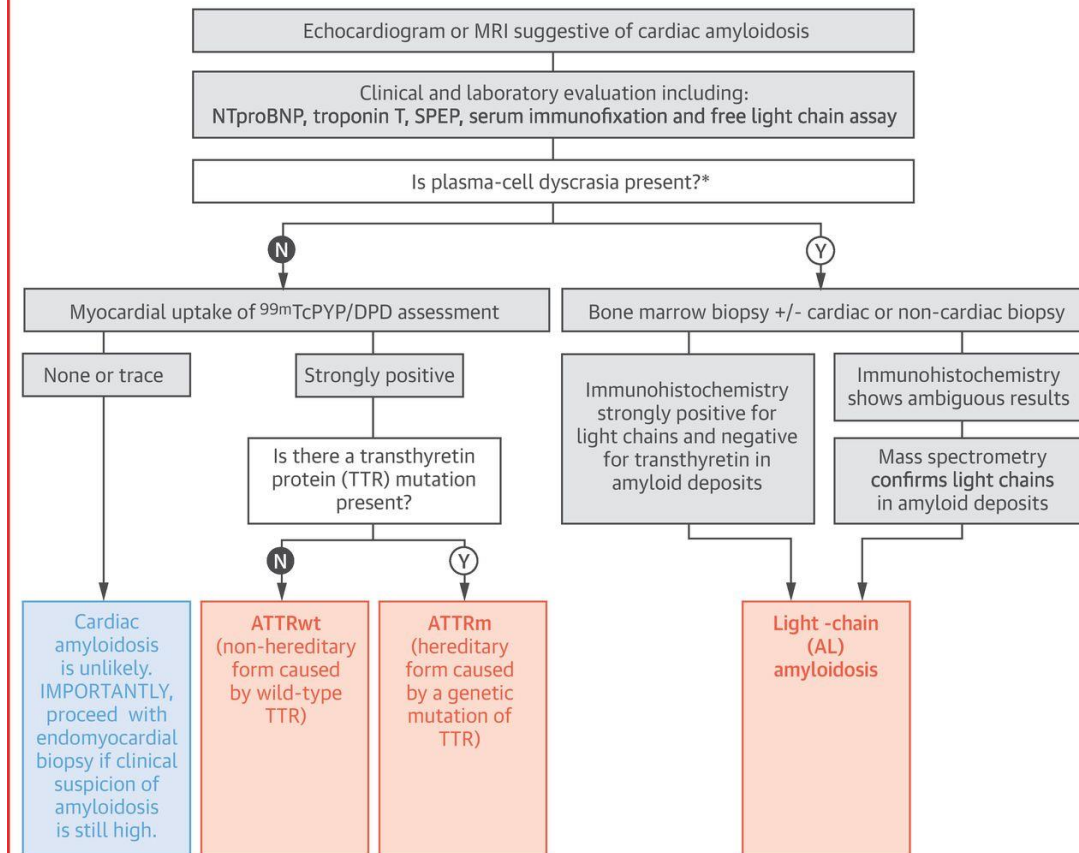 Echocardiogram or MRI suggestive of cardiac amyloidosis
Clinical and laboratory evaluation including:
NTproBNP, troponin T, SPEP, serum immunofixation and free light chain assay
Is plasma-cell dyscrasia present?*
N
Y
Myocardial uptake of 99mTcPYP/DPD assessment
Bone marrow biopsy +/- cardiac or non-cardiac biopsy
None or trace
Strongly positive
Immunohistochemistry
strongly positive for
light chains and negative
for transthyretin in
amyloid deposits
Immunohistochemistry
shows ambiguous results
Is there a transthyretin
protein (TTR) mutation
present?
Mass spectrometry
confirms light chains
in amyloid deposits
N
Y
Cardiac
amyloidosis
is unlikely.
IMPORTANTLY,
proceed with
endomyocardial
biopsy if clinical
suspicion of
amyloidosis
is still high.
ATTRwt
(non-hereditary
form caused
by wild-type
TTR)
ATTRm
(hereditary
form caused
by a genetic
mutation of
TTR)
Light -chain
(AL)
amyloidosis